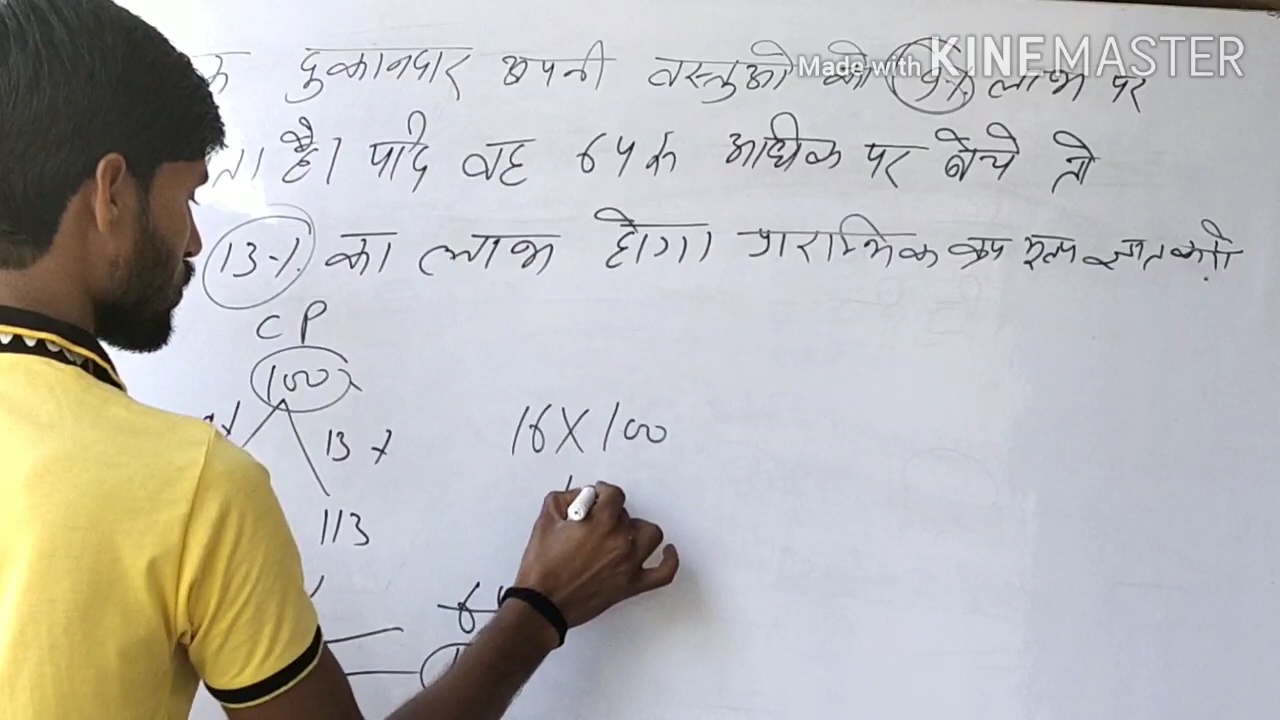 क दुकानदार अपनी वस्तुओ को 9% लाभ पर
Made with KINEMASTER
ता है। यदि वह 64 रू अधिक पर बेचे तो
13% का लाभ होगा। प्रारम्भिक क्रय मूल्य ज्ञात करो
CP
100%
13%
16 X 100
113
64